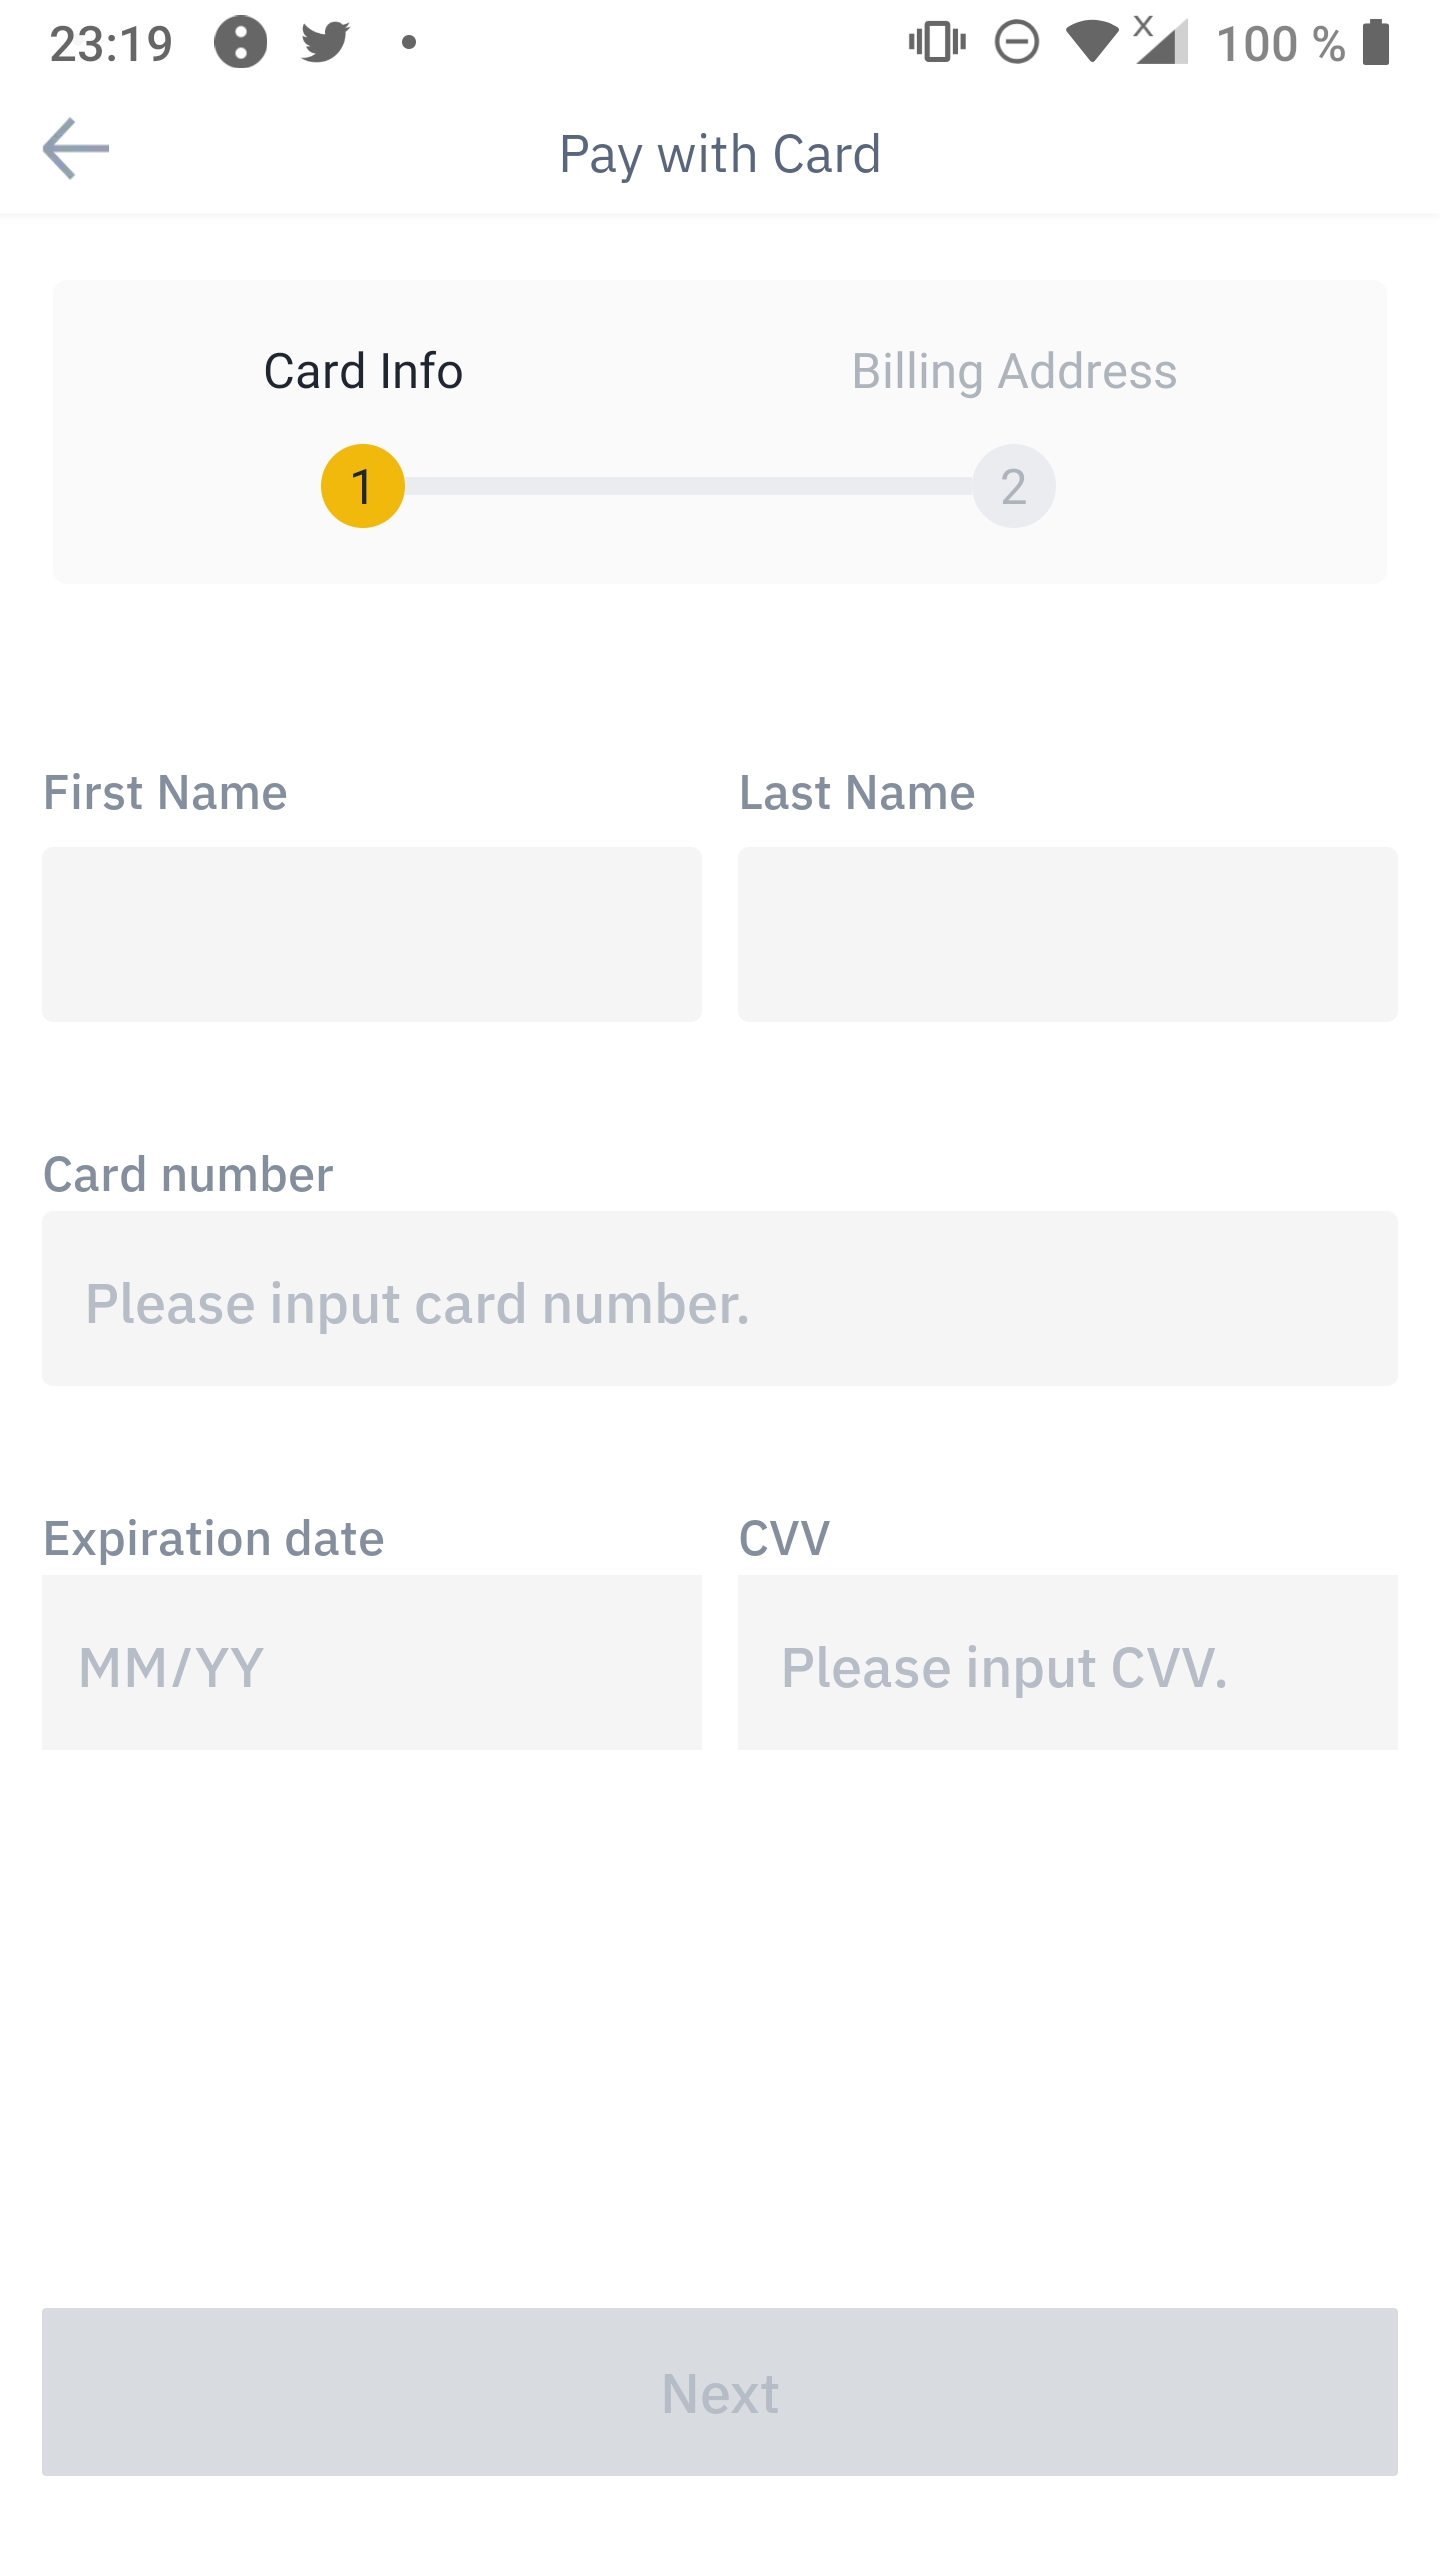 23:19 100 %
Pay with Card
Card Info Billing Address
1 2
First Name Last Name
Card number
Please input card number.
Expiration date CVV
MM/YY Please input CVV.
Next